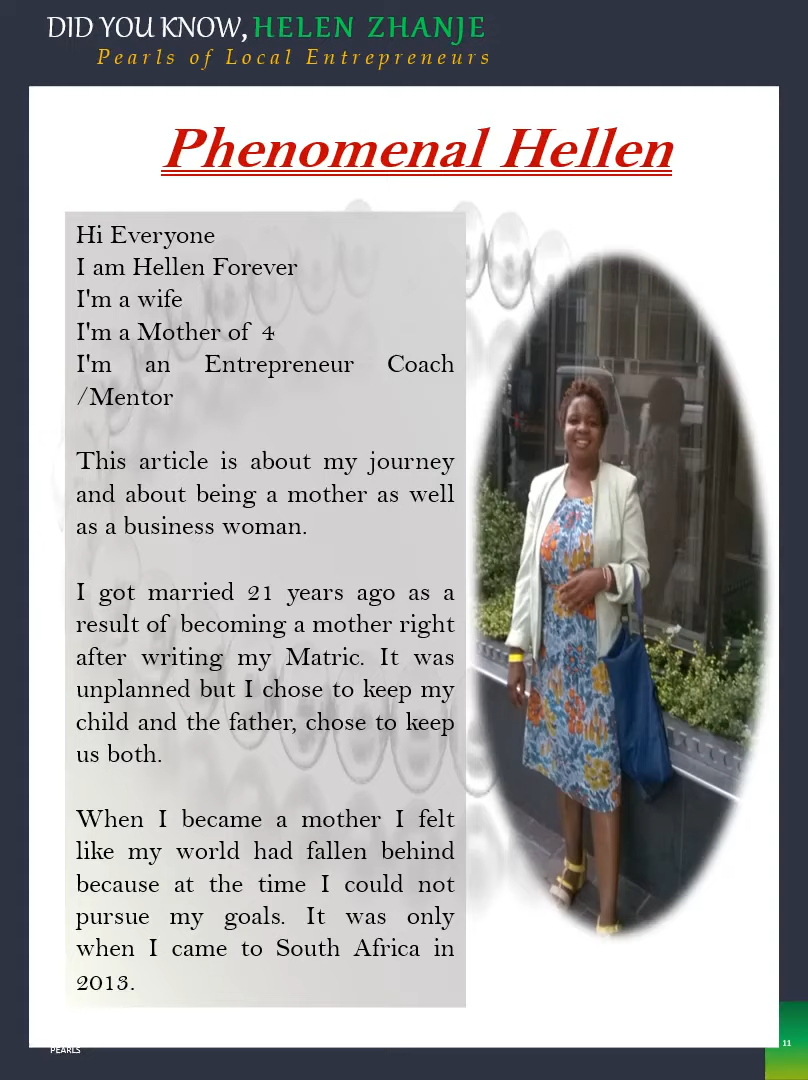 DID YOU KNOW, HELEN ZHANJE
Pearls of Local Entrepreneurs
Phenomenal Hellen
Hi Everyone
I am Hellen Forever
I'm a wife
I'm a Mother of 4
I'm an Entrepreneur Coach
/Mentor
This article is about my journey
and about being a mother as well
as a business woman.
I got married 21 years ago as a
result of becoming a mother right
after writing my Matric. It was
unplanned but I chose to keep my
child and the father, chose to keep
us both.
When I became a mother I felt
like my world had fallen behind
because at the time I could not
pursue my goals. It was only
when I came to South Africa in
2013.
PEARLS
11